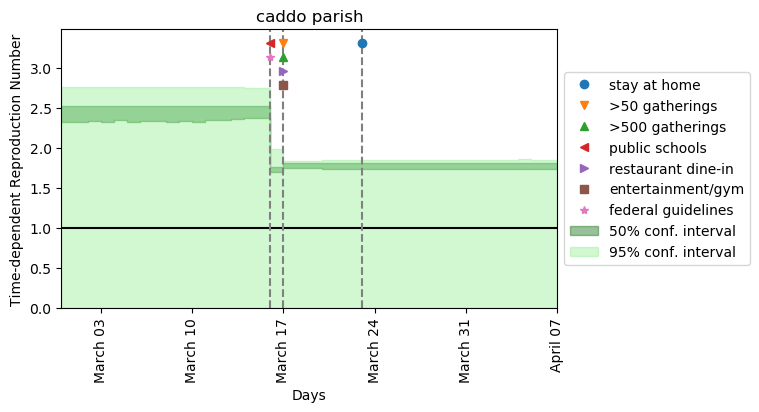 caddo parish
Time-dependent Reproduction Number
3.0
2.5
2.0
1.5
1.0
0.5
0.0
March 03
March 10
March 17
March 24
March 31
April 07
Days
stay at home
>50 gatherings
>500 gatherings
public schools
restaurant dine-in
entertainment/gym
federal guidelines
50% conf. interval
95% conf. interval